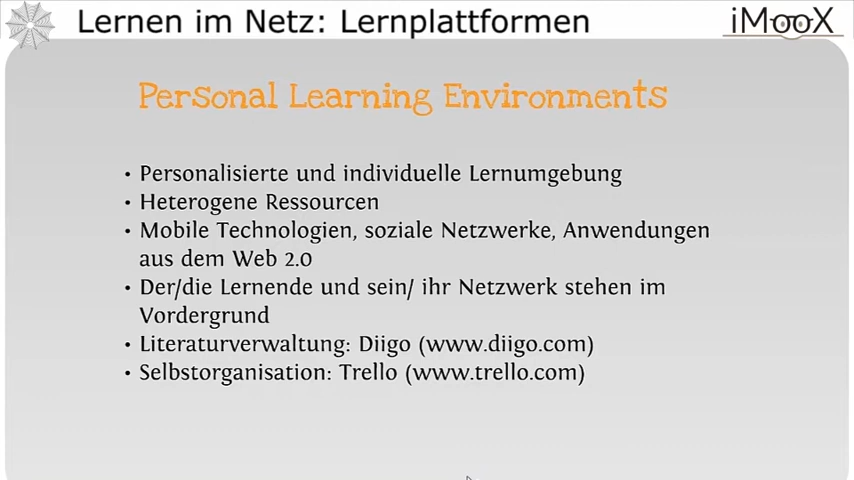 Lernen im Netz: Lernplattformen
iMooX
Personal Learning Environments
• Personalisierte und individuelle Lernumgebung
• Heterogene Ressourcen
• Mobile Technologien, soziale Netzwerke, Anwendungen
aus dem Web 2.0
• Der/die Lernende und sein/ ihr Netzwerk stehen im
Vordergrund
• Literaturverwaltung: Diigo (www.diigo.com)
• Selbstorganisation: Trello (www.trello.com)